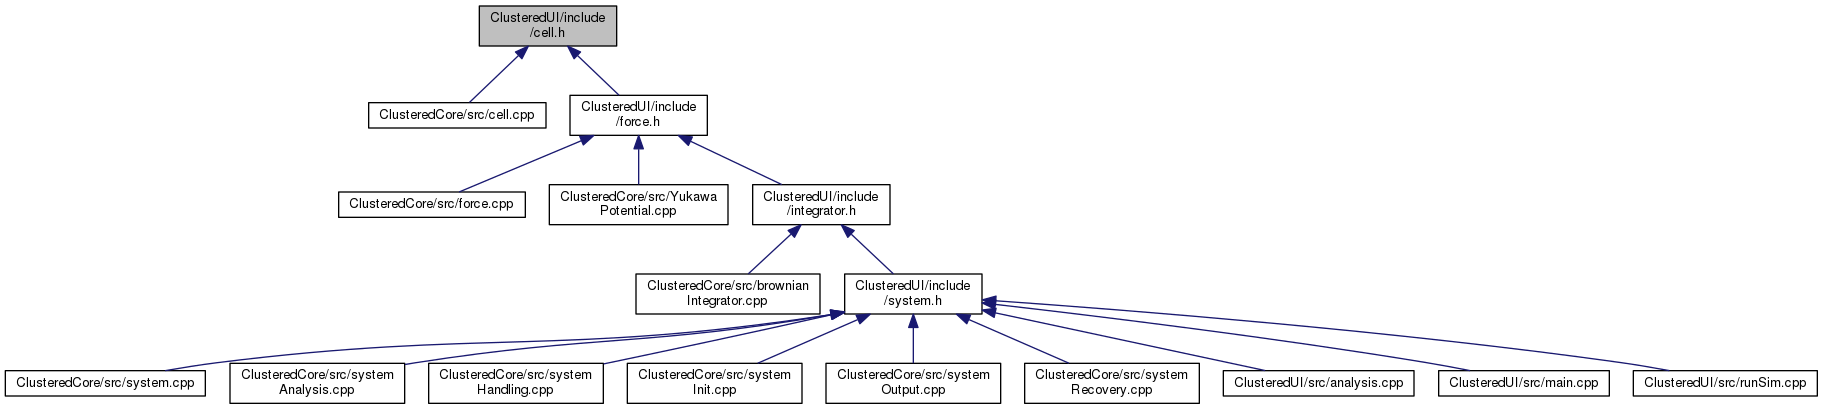 ClusteredUI/include
/cell.h
ClusteredCore/src/cell.cpp
ClusteredUI/include
/force.h
ClusteredCore/src/force.cpp
ClusteredCore/src/Yukawa
Potential.cpp
ClusteredUI/include
/integrator.h
ClusteredCore/src/brownian
Integrator.cpp
ClusteredUI/include
/system.h
ClusteredCore/src/system.cpp
ClusteredCore/src/system
Analysis.cpp
ClusteredCore/src/system
Handling.cpp
ClusteredCore/src/system
Init.cpp
ClusteredCore/src/system
Output.cpp
ClusteredCore/src/system
Recovery.cpp
ClusteredUI/src/analysis.cpp
ClusteredUI/src/main.cpp
ClusteredUI/src/runSim.cpp